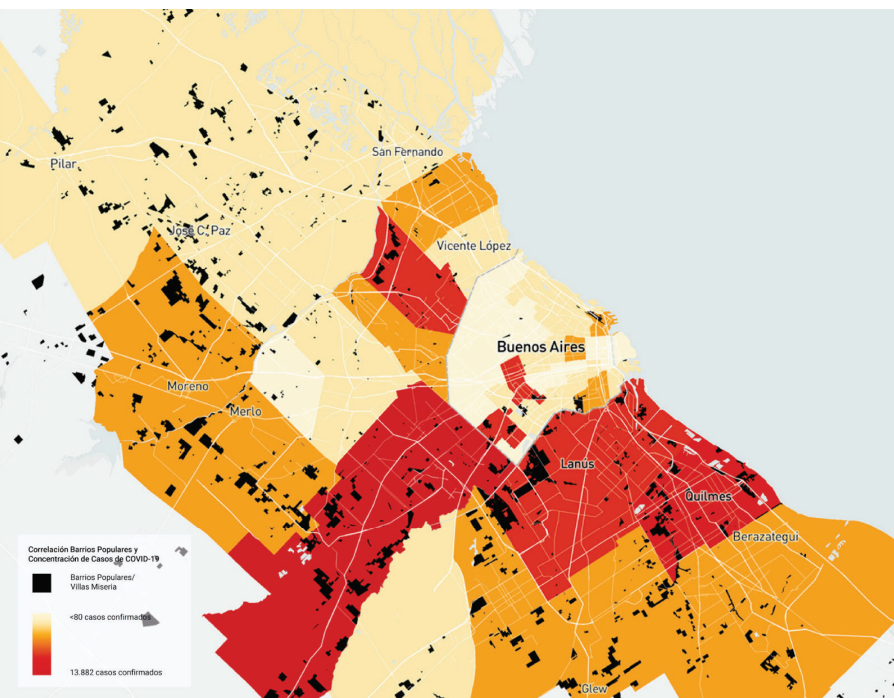 San Fernando
Pilar
José C. Paz
Vicente López
Buenos Aires
Moreno
Merlo
Lanús
Quilmes
Berazategui
Glew
Correlación Barrios Populares y
Concentración de Casos de COVID-19
Barrios Populares/
Villas Miseria
<80 casos confirmados
13.882 casos confirmados